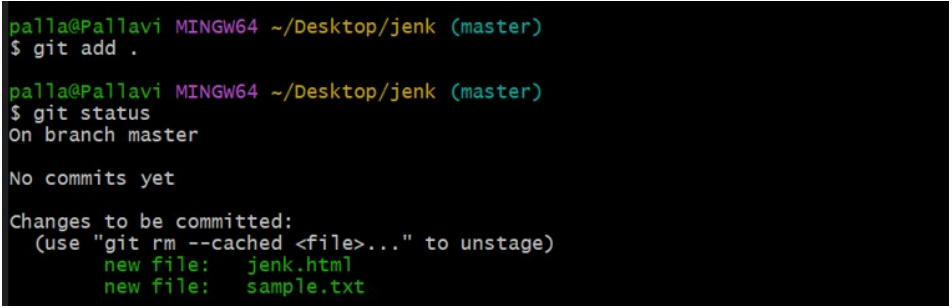 palla@Pallavi MINGW64 ~/Desktop/jenk (master)
$ git add .
palla@Pallavi MINGW64 ~/Desktop/jenk (master)
$ git status
On branch master
No commits yet
Changes to be committed:
  (use "git rm --cached <file>..." to unstage)
        new file:   jenk.html
        new file:   sample.txt